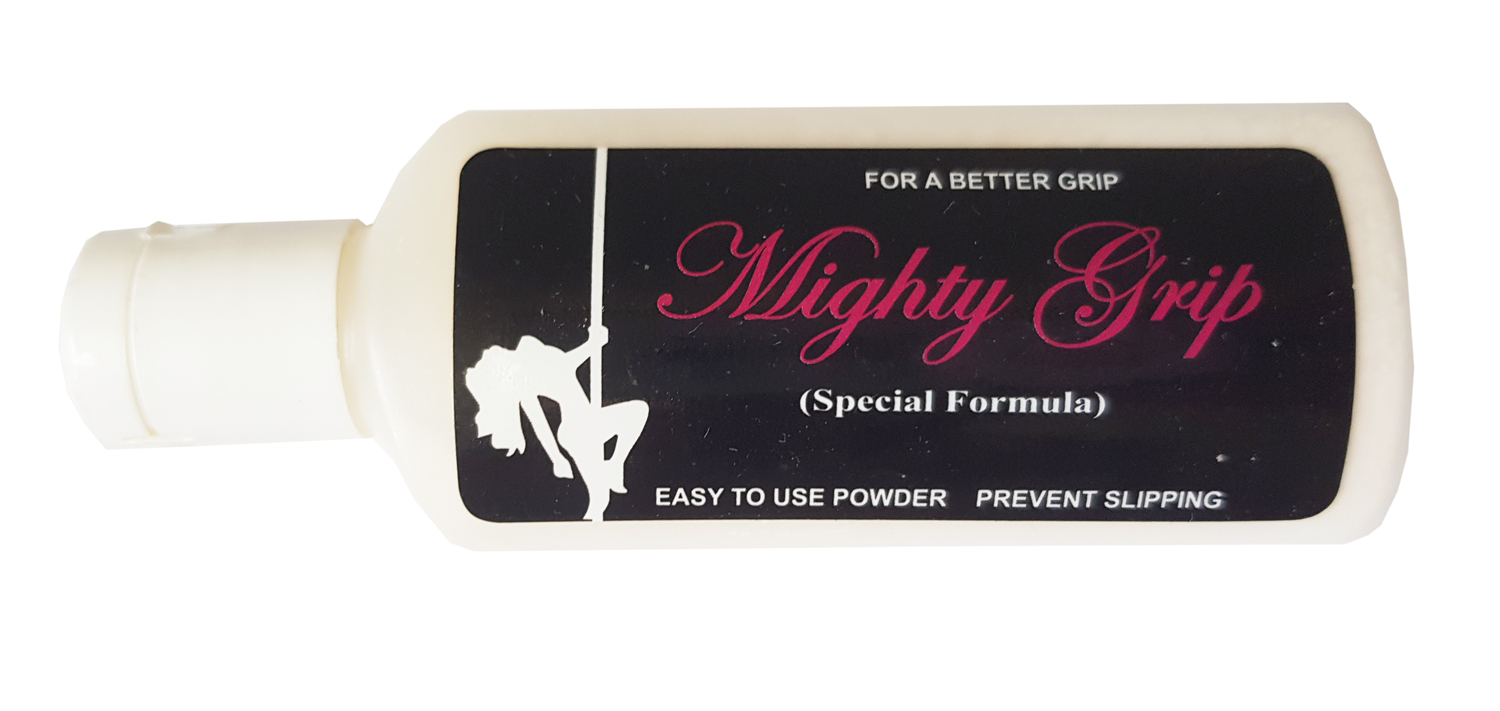 FOR A BETTER GRIP
Mighty Grip
(Special Formula)
EASY TO USE POWDER PREVENT SLIPPING